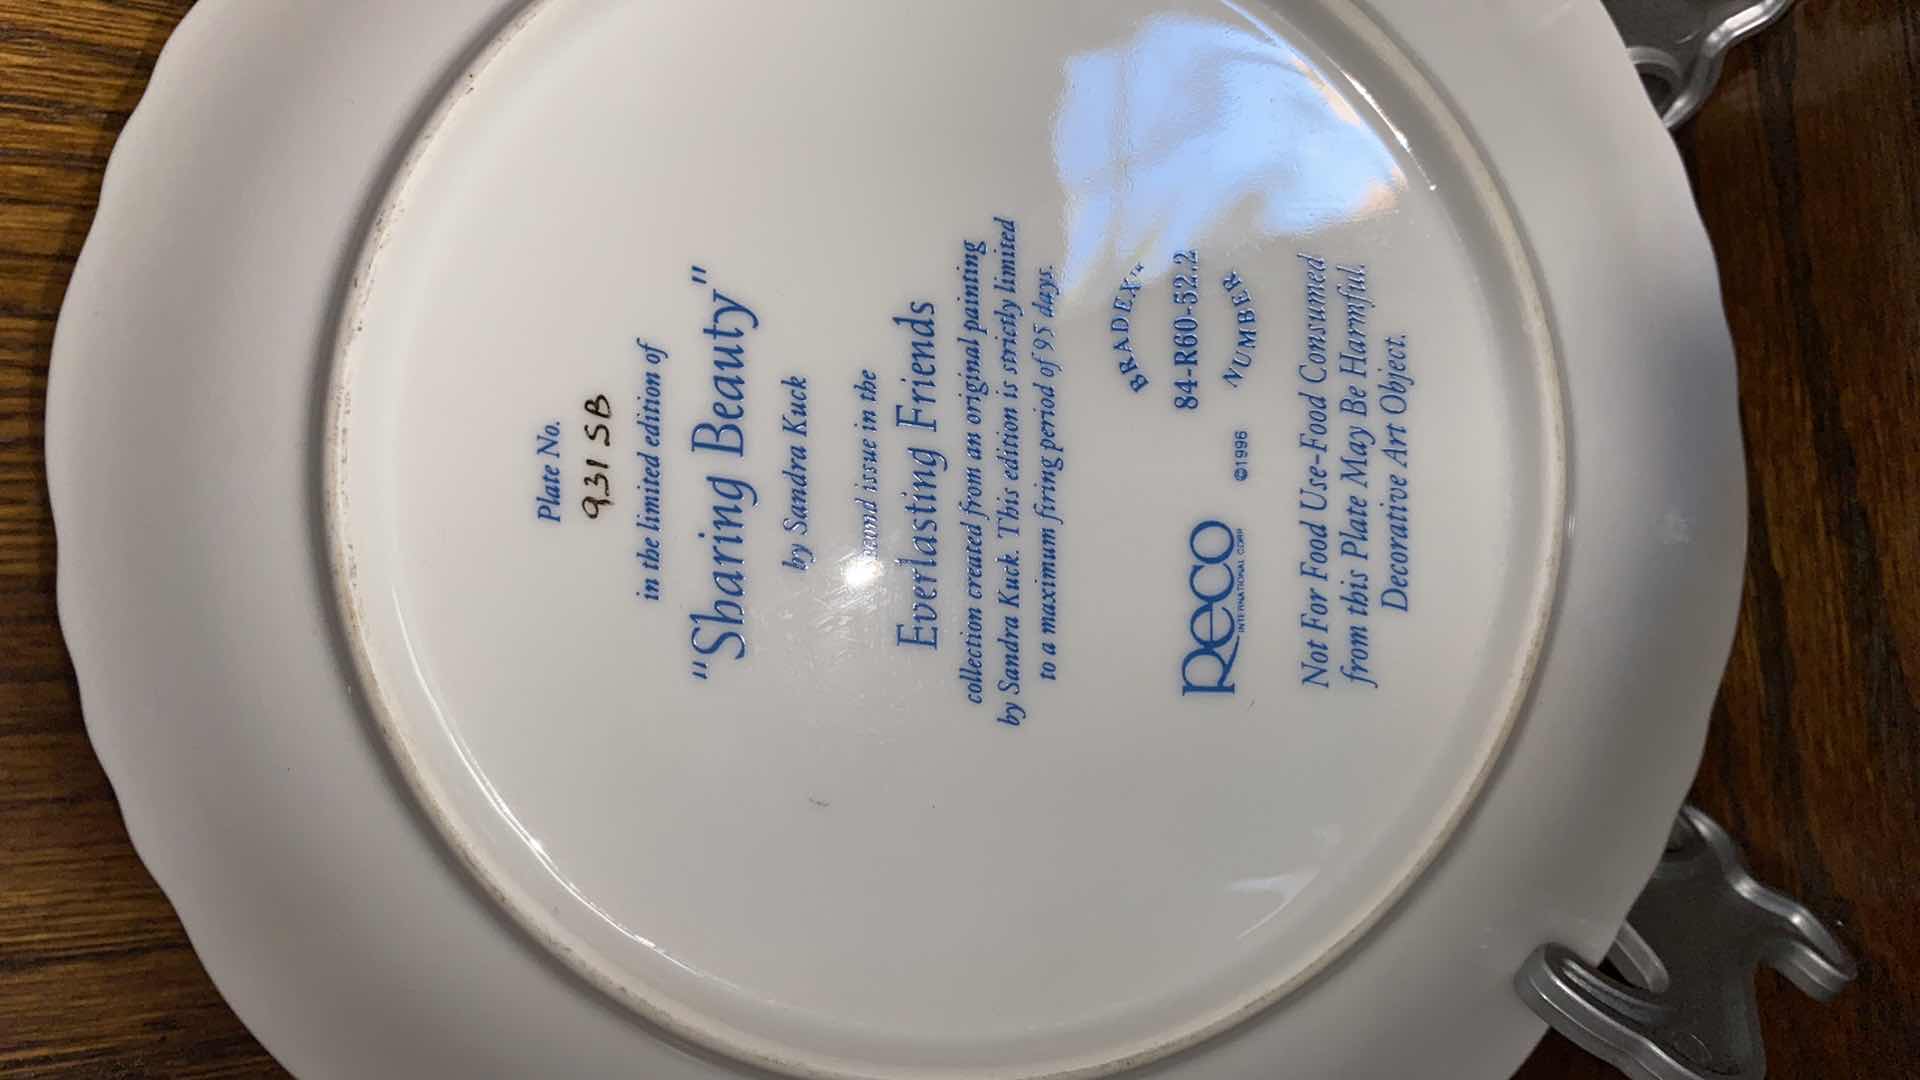 Plate No.
931 SB
in the limited edition of
"Sharing Beauty"
by Sandra Kuck
issue in the
Everlasting Friends
collection created from an original painting
by Sandra Kuck. This edition is strictly limited
to a maximum firing period of 95 days.
BRADEX™
84-R60-52.2
NUMBER
RECO
INTERNATIONAL CORP.
©1996
Not For Food Use-Food Consumed
from this Plate May Be Harmful.
Decorative Art Object.